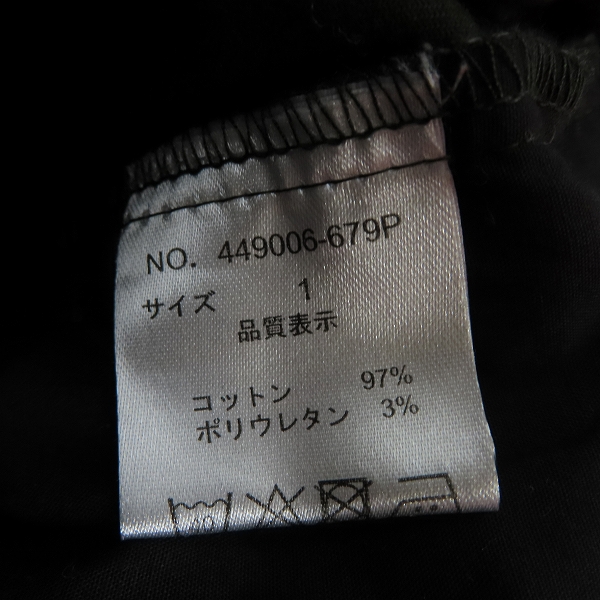 NO. 449006-679P
サイズ 1
品質表示
コットン 97%
ポリウレタン 3%